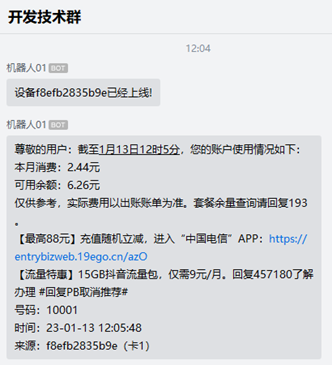 开发技术群
12:04
机器人01 BOT
设备f8efb2835b9e已经上线!
机器人01 BOT
尊敬的用户：截至1月13日12时5分，您的账户使用情况如下：
本月消费：2.44元
可用余额：6.26元
仅供参考，实际费用以出账账单为准。套餐余量查询请回复193
。
【最高88元】充值随机立减，进入“中国电信”APP：https://
entrybizweb.19ego.cn/azO
【流量特惠】15GB抖音流量包，仅需9元/月。回复457180了解
办理 #回复PB取消推荐#
号码：10001
时间：23-01-13 12:05:48
来源：f8efb2835b9e（卡1）